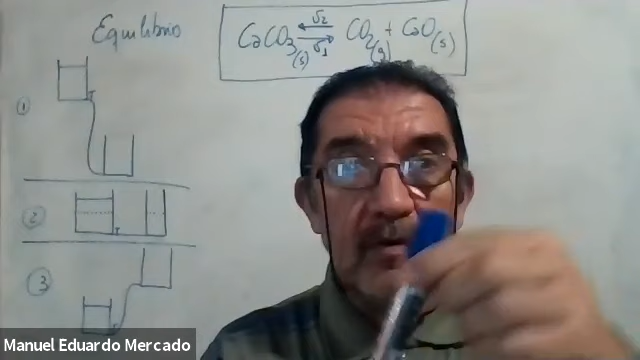 Equilibrio
CaCO3(s) ⇄ CO2(g) + CaO(s)
v2
v1
1
2
3
Manuel Eduardo Mercado